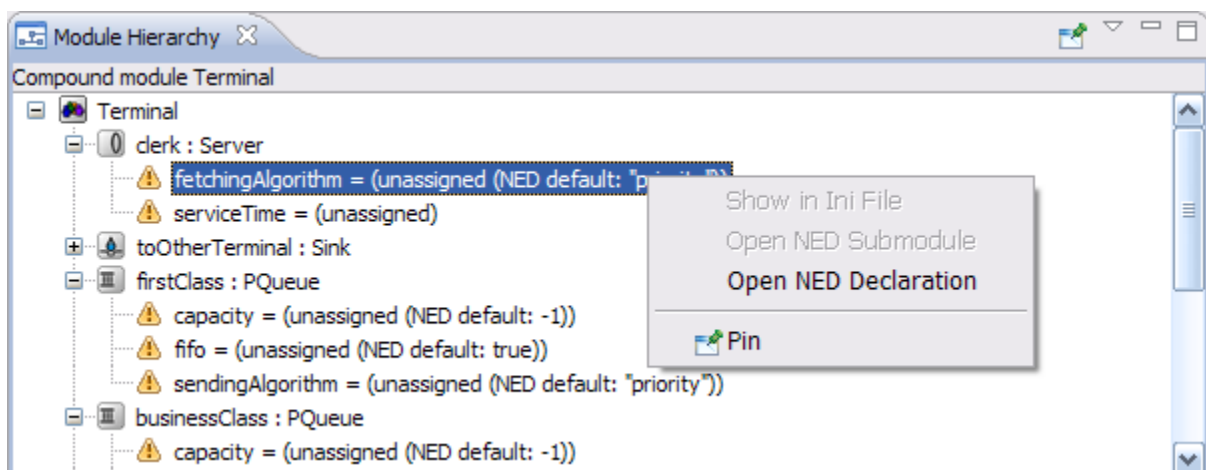 Module Hierarchy
Compound module Terminal
Terminal
clerk : Server
fetchingAlgorithm = (unassigned (NED default: "priority"))
serviceTime = (unassigned)
toOtherTerminal : Sink
firstClass : PQueue
capacity = (unassigned (NED default: -1))
fifo = (unassigned (NED default: true))
sendingAlgorithm = (unassigned (NED default: "priority"))
businessClass : PQueue
capacity = (unassigned (NED default: -1))
Show in Ini File
Open NED Submodule
Open NED Declaration
Pin